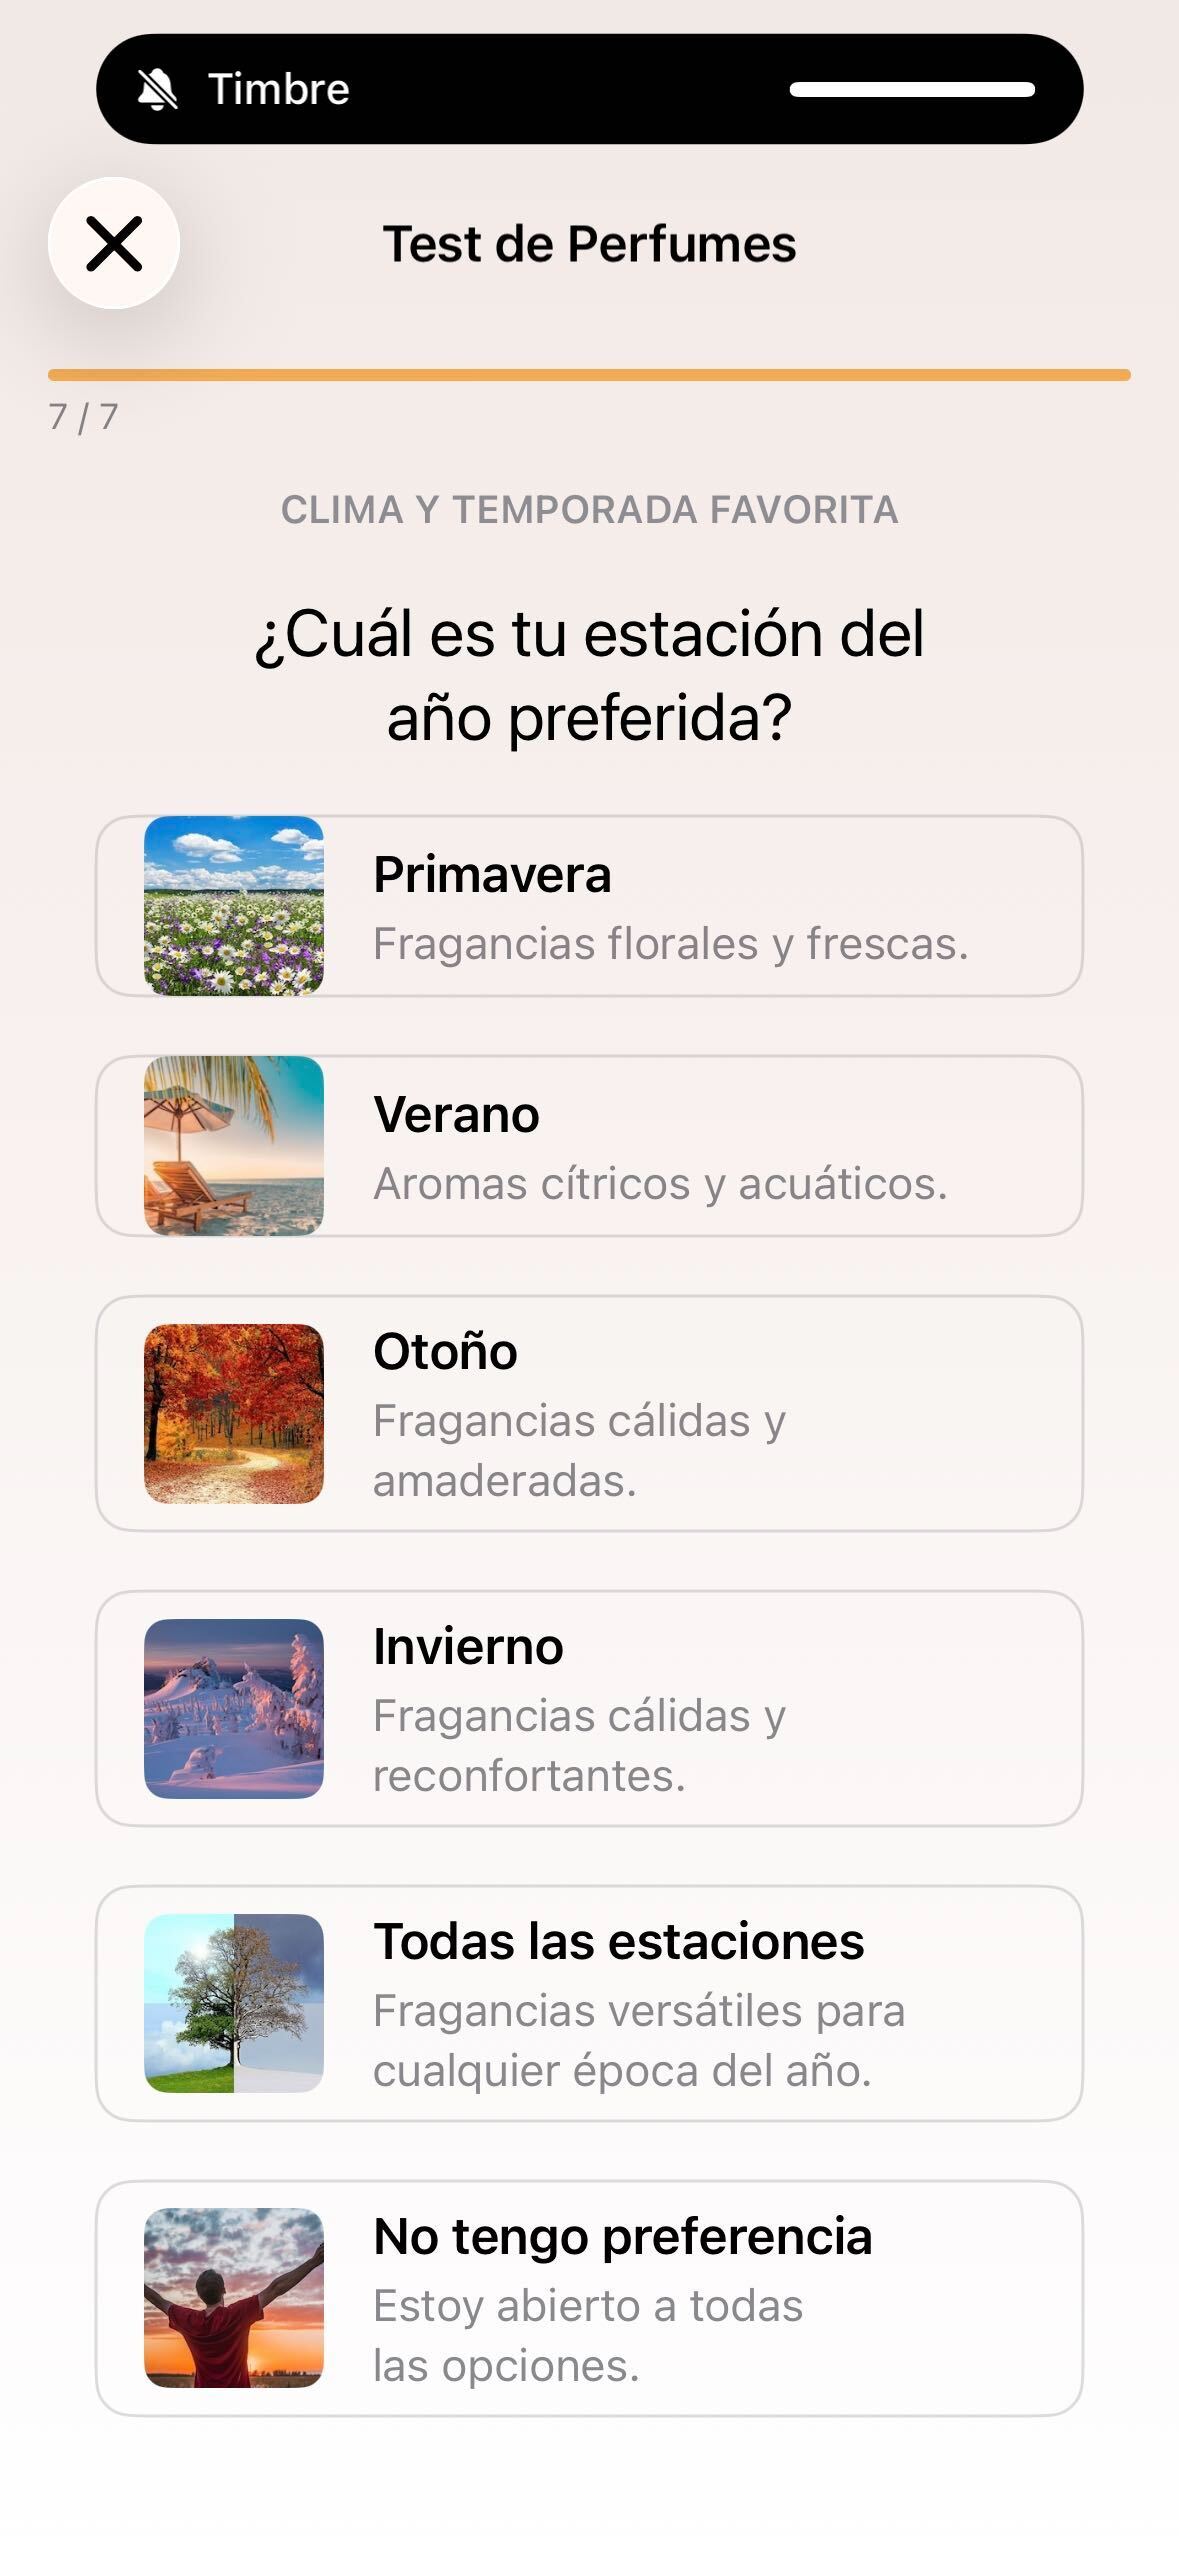 Timbre
Test de Perfumes
7 / 7
CLIMA Y TEMPORADA FAVORITA
¿Cuál es tu estación del
año preferida?
Primavera
Fragancias florales y frescas.
Verano
Aromas cítricos y acuáticos.
Otoño
Fragancias cálidas y
amaderadas.
Invierno
Fragancias cálidas y
reconfortantes.
Todas las estaciones
Fragancias versátiles para
cualquier época del año.
No tengo preferencia
Estoy abierto a todas
las opciones.